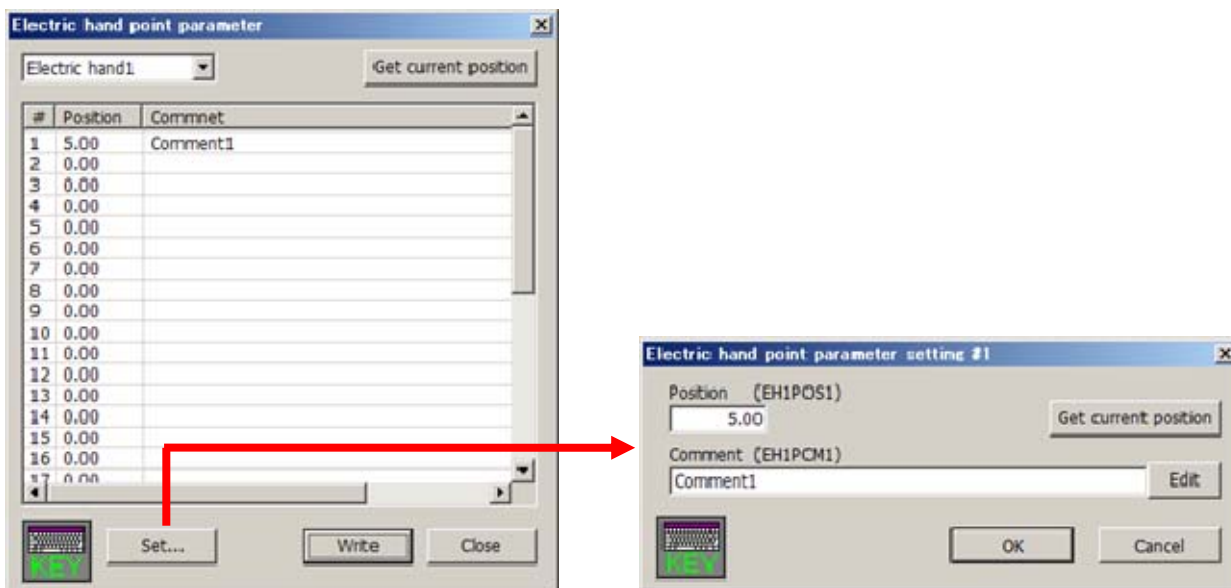 Electric hand point parameter
Electric hand1
Get current position
# Position Commnet
1 5.00 Comment1
2 0.00
3 0.00
4 0.00
5 0.00
6 0.00
7 0.00
8 0.00
9 0.00
10 0.00
11 0.00
12 0.00
13 0.00
14 0.00
15 0.00
16 0.00
17 0.00
KEY
Set...
Write
Close
Electric hand point parameter setting #1
Position (EH1POS1)
5.00
Get current position
Comment (EH1PCM1)
Comment1
Edit
KEY
OK
Cancel